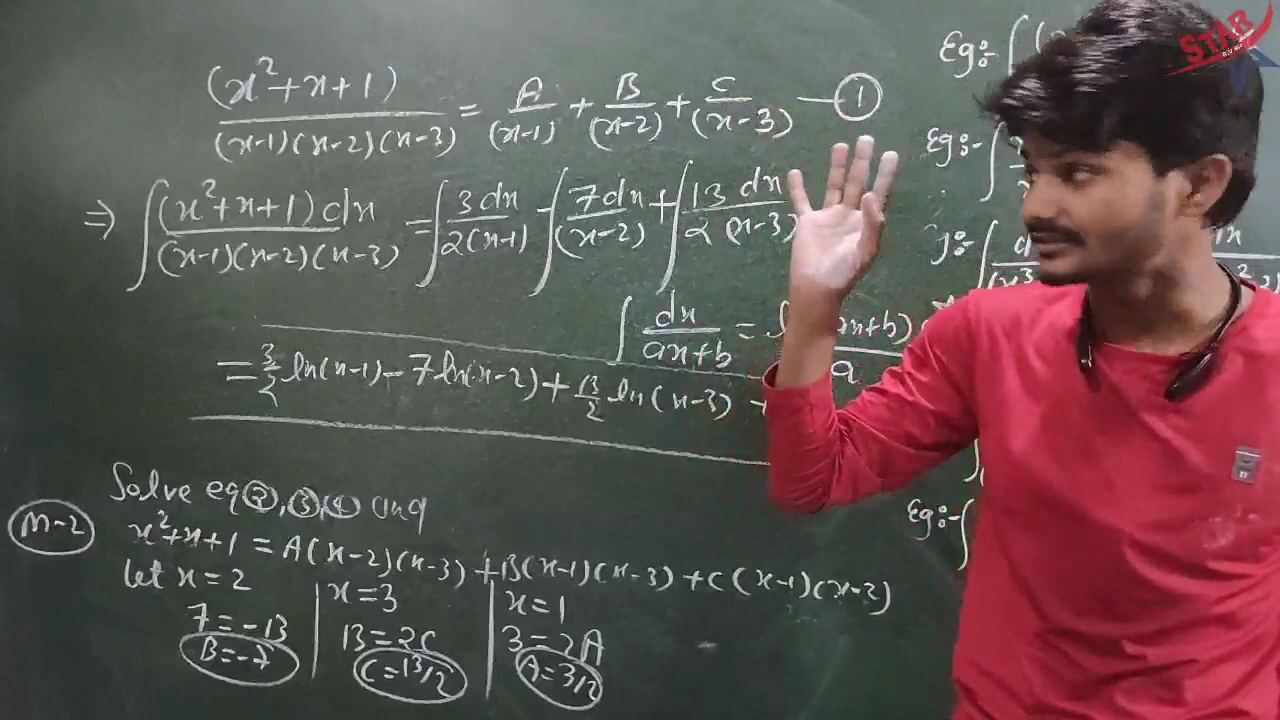 (x²+x+1)/(x-1)(x-2)(x-3) = A/(x-1) + B/(x-2) + C/(x-3) — ①
⇒ ∫(x²+x+1)dx/(x-1)(x-2)(x-3) = ∫3dx/2(x-1) - ∫7dx/(x-2) + ∫13 dx/2(x-3)
∫dx/ax+b = (ax+b)/a
= 3/2 ln(x-1) - 7ln(x-2) + 13/2 ln(x-3) +
Solve eq ②,③,④
M-2
x²+x+1 = A(x-2)(x-3) + B(x-1)(x-3) + C(x-1)(x-2)
let x=2
7=-B
B=-7
x=3
13=2C
C=13/2
x=1
3=2A
A=3/2
Eg:- ∫
Eg:- ∫
Eg:- ∫
STAR